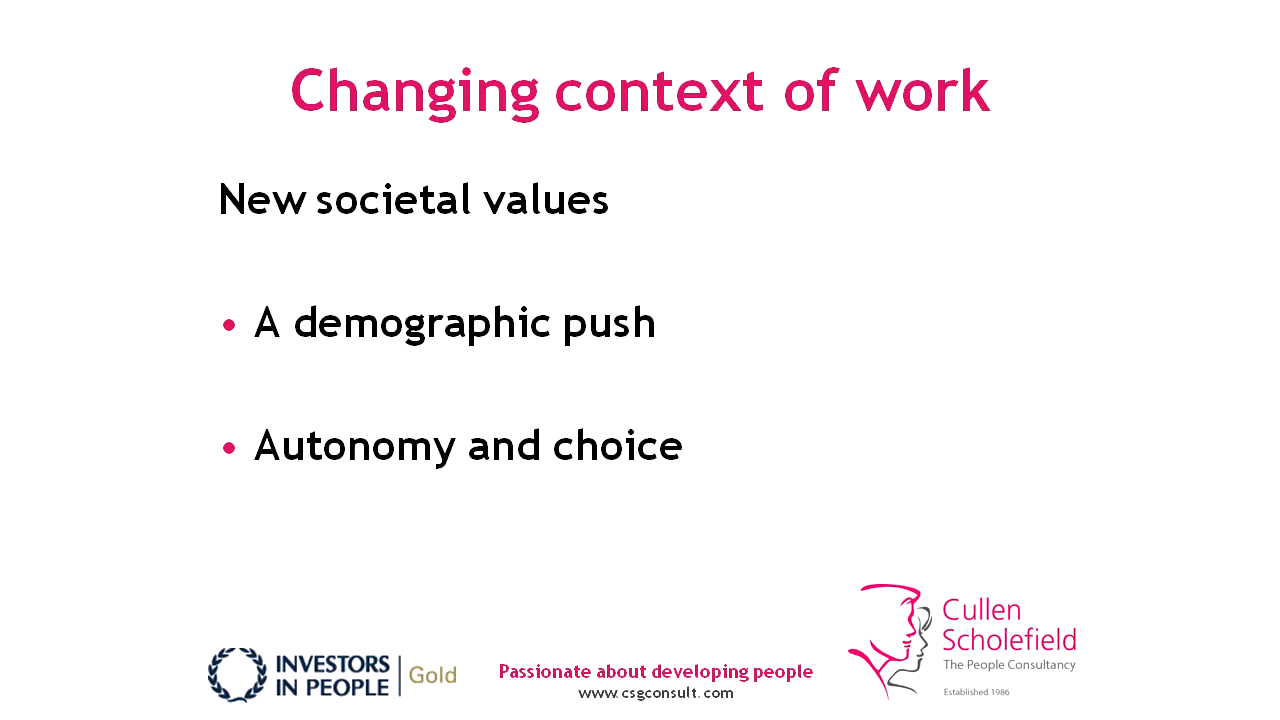 Changing context of work
New societal values
• A demographic push
• Autonomy and choice
INVESTORS
IN PEOPLE
Gold
Passionate about developing people
www.csgconsult.com
Cullen
Scholefield
The People Consultancy
Established 1986